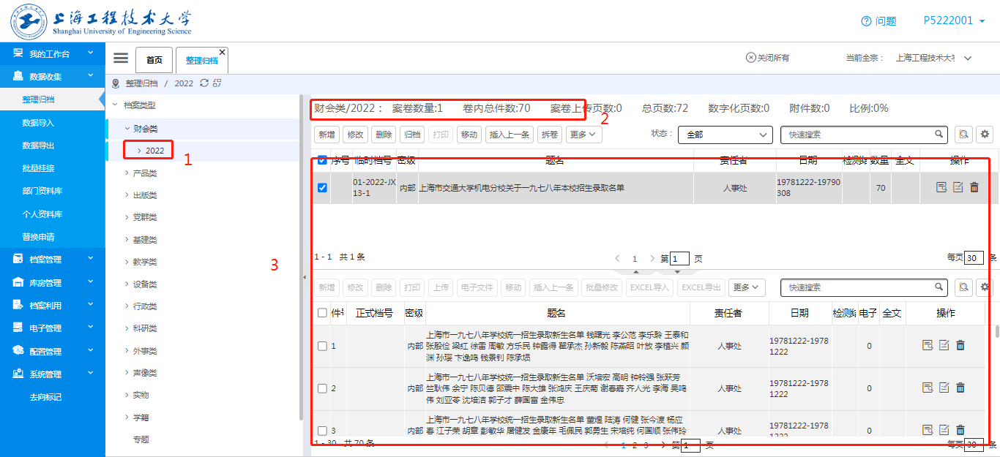 上海工程技术大学
Shanghai University of Engineering Science
问题
P5222001
我的工作台
数据收集
整理归档
数据导入
数据导出
批量挂接
部门资料库
个人资料库
替换申请
档案管理
库房管理
档案利用
电子管理
配置管理
系统管理
去向标记
首页
整理归档
关闭所有
当前全宗：
上海工程技术大学
整理归档 / 2022
档案类型
财会类
2022
1
产品类
出版类
党群类
基建类
教学类
设备类
行政类
科研类
外事类
声像类
实物
学籍
专题
3
财会类/2022： 案卷数量:1 卷内总件数:70 案卷上传页数:0 总页数:72 数字化页数:0 附件数:0 比例:0%
2
新增 修改 删除 归档 打印 移动 插入上一条 拆卷 更多 状态： 全部 快速搜索
序号 临时档号 密级 题名 责任者 日期 检测结 数量 全文 操作
01-2022-JX
13-1
内部
上海市交通大学机电分校关于一九七八年本校招生录取名单
人事处
19781222-19790
308
70
1 - 1 共 1 条
1
第 1 页
每页 30 条
新增 修改 删除 打印 上传 电子文件 移动 插入上一条 批量修改 EXCEL导入 EXCEL导出 更多 快速搜索
件号 正式档号 密级 题名 责任者 日期 检测结 电子 全文 操作
1
内部
上海市一九七八年学校统一招生录取新生名单 钱曙光 李公范 李乐聆 王泰和
张殷俭 梁红 徐雷 周敏 方乐民 钟露得 瞿承杰 孙新毅 陈燕昭 叶放 李植兴 颜
渊 孙璎 卞逸鸣 钱景钊 陈承埙
人事处
19781222-1978
1222
0
2
内部
上海市一九七八年学校统一招生录取新生名单 沃培宏 高明 钟铃强 张跃芳
竺耿伟 余宁 陈贝德 邵震中 陈大雄 张鸿庆 王庆菊 谢春嘉 齐人光 李海 吴鸣
伟 刘亚苓 沈培洁 郭子才 薛国富 金伟忠
人事处
19781222-1978
1222
0
3
内部
上海市一九七八年学校统一招生录取新生名单 董煜 陆涛 何健 张今波 杨应
春 江子荣 胡章 彭敏华 屠健发 金康年 毛佩民 郭勇生 宋培纯 何国顺 张伟玲
人事处
19781222-1978
1222
0
1 - 30 共 70 条
1 2 3
第 1 页
每页 30 条